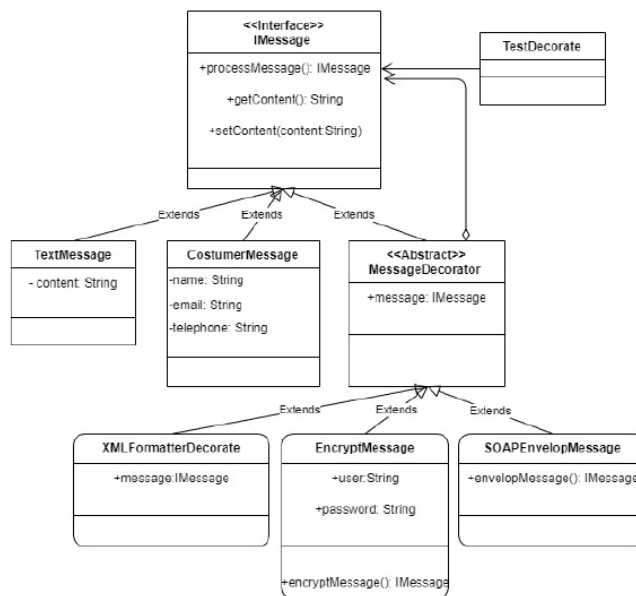 <<Interface>>
IMessage
+processMessage(): IMessage
+getContent(): String
+setContent(content:String)
TestDecorate
Extends
Extends
Extends
TextMessage
- content: String
CostumerMessage
-name: String
-email: String
-telephone: String
<<Abstract>>
MessageDecorator
+message: IMessage
Extends
Extends
Extends
XMLFormatterDecorate
+message:IMessage
EncryptMessage
+user:String
+password: String
+encryptMessage(): IMessage
SOAPEnvelopMessage
+envelopMessage(): IMessage